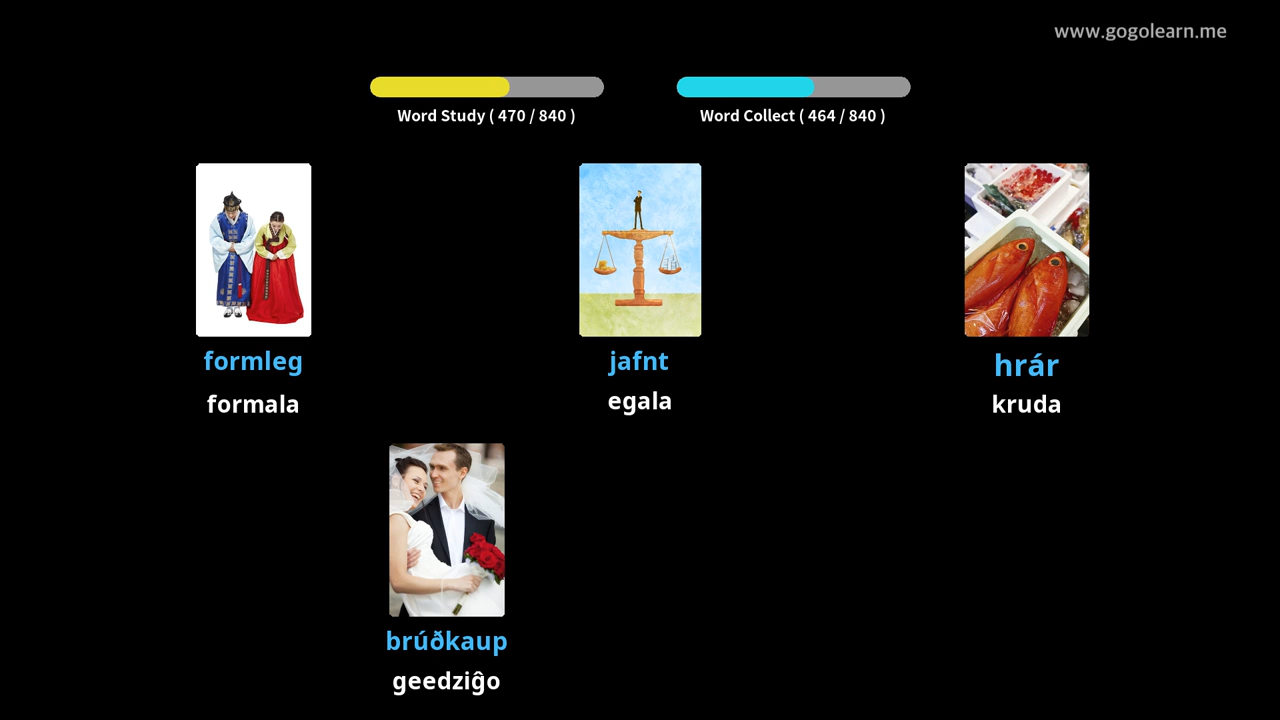 www.gogolearn.me
Word Study ( 470 / 840 )
Word Collect ( 464 / 840 )
formleg
formala
jafnt
egala
hrár
kruda
brúðkaup
geedziĝo